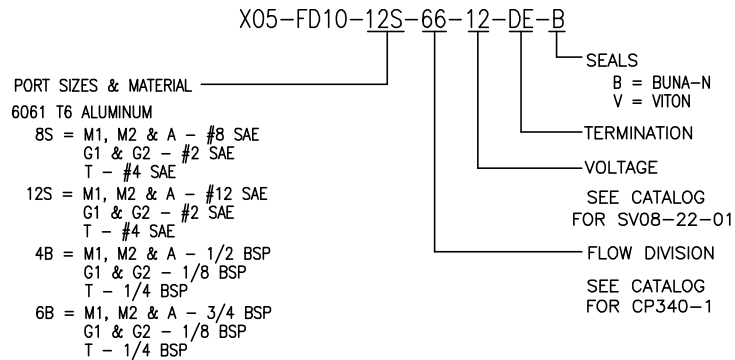 X05-FD10-12S-66-12-DE-B
PORT SIZES & MATERIAL
6061 T6 ALUMINUM
8S = M1, M2 & A - #8 SAE
G1 & G2 - #2 SAE
T - #4 SAE
12S = M1, M2 & A - #12 SAE
G1 & G2 - #2 SAE
T - #4 SAE
4B = M1, M2 & A - 1/2 BSP
G1 & G2 - 1/8 BSP
T - 1/4 BSP
6B = M1, M2 & A - 3/4 BSP
G1 & G2 - 1/8 BSP
T - 1/4 BSP
SEALS
B = BUNA-N
V = VITON
TERMINATION
VOLTAGE
SEE CATALOG
FOR SV08-22-01
FLOW DIVISION
SEE CATALOG
FOR CP340-1